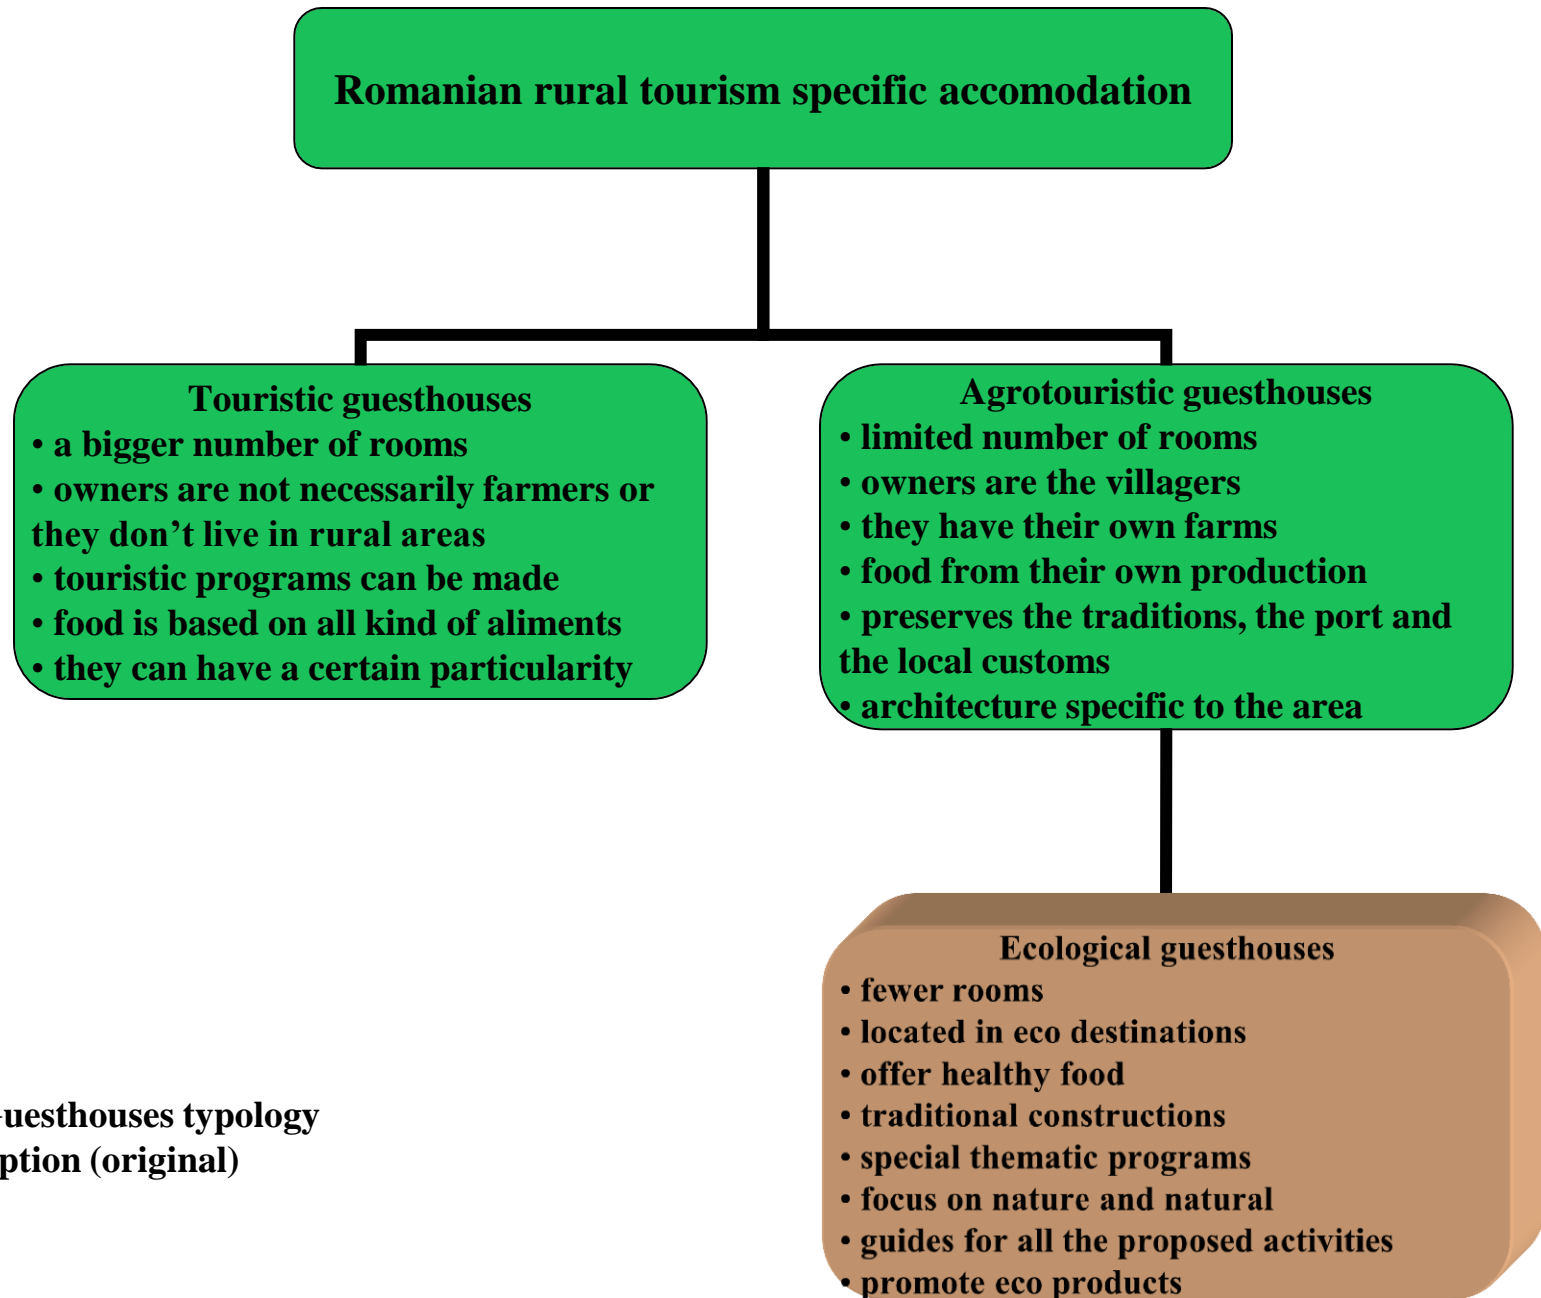 Romanian rural tourism specific accomodation
Touristic guesthouses
• a bigger number of rooms
• owners are not necessarily farmers or
they don’t live in rural areas
• touristic programs can be made
• food is based on all kind of aliments
• they can have a certain particularity
Agrotouristic guesthouses
• limited number of rooms
• owners are the villagers
• they have their own farms
• food from their own production
• preserves the traditions, the port and
the local customs
• architecture specific to the area
Ecological guesthouses
• fewer rooms
• located in eco destinations
• offer healthy food
• traditional constructions
• special thematic programs
• focus on nature and natural
• guides for all the proposed activities
• promote eco products
typology
(original)